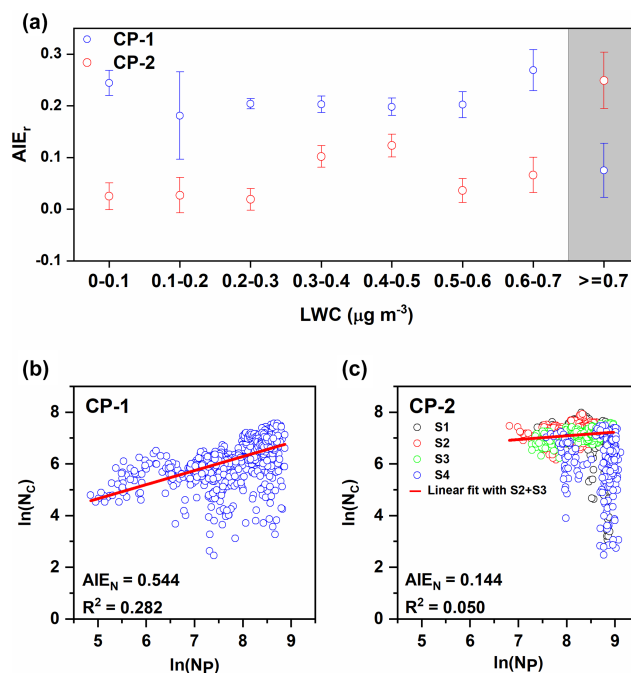 (a)
CP-1
CP-2
AIEr
0.3
0.2
0.1
0.0
-0.1
0-0.1 0.1-0.2 0.2-0.3 0.3-0.4 0.4-0.5 0.5-0.6 0.6-0.7 >=0.7
LWC (μg m⁻³)
(b)
CP-1
ln(Nc)
10
8
6
4
2
0
AIE_N = 0.544
R² = 0.282
5 6 7 8 9
ln(NP)
(c)
CP-2
S1
S2
S3
S4
Linear fit with S2+S3
ln(Nc)
10
8
6
4
2
0
AIE_N = 0.144
R² = 0.050
5 6 7 8 9
ln(NP)